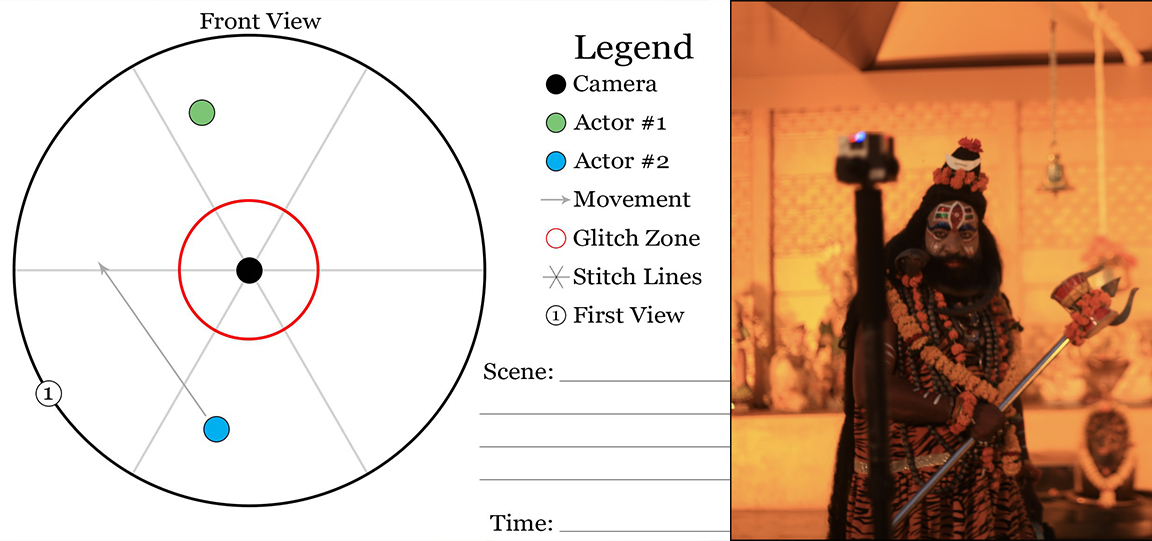 Front View
Legend
Camera
Actor #1
Actor #2
Movement
Glitch Zone
Stitch Lines
1 First View
1
Scene:
Time: